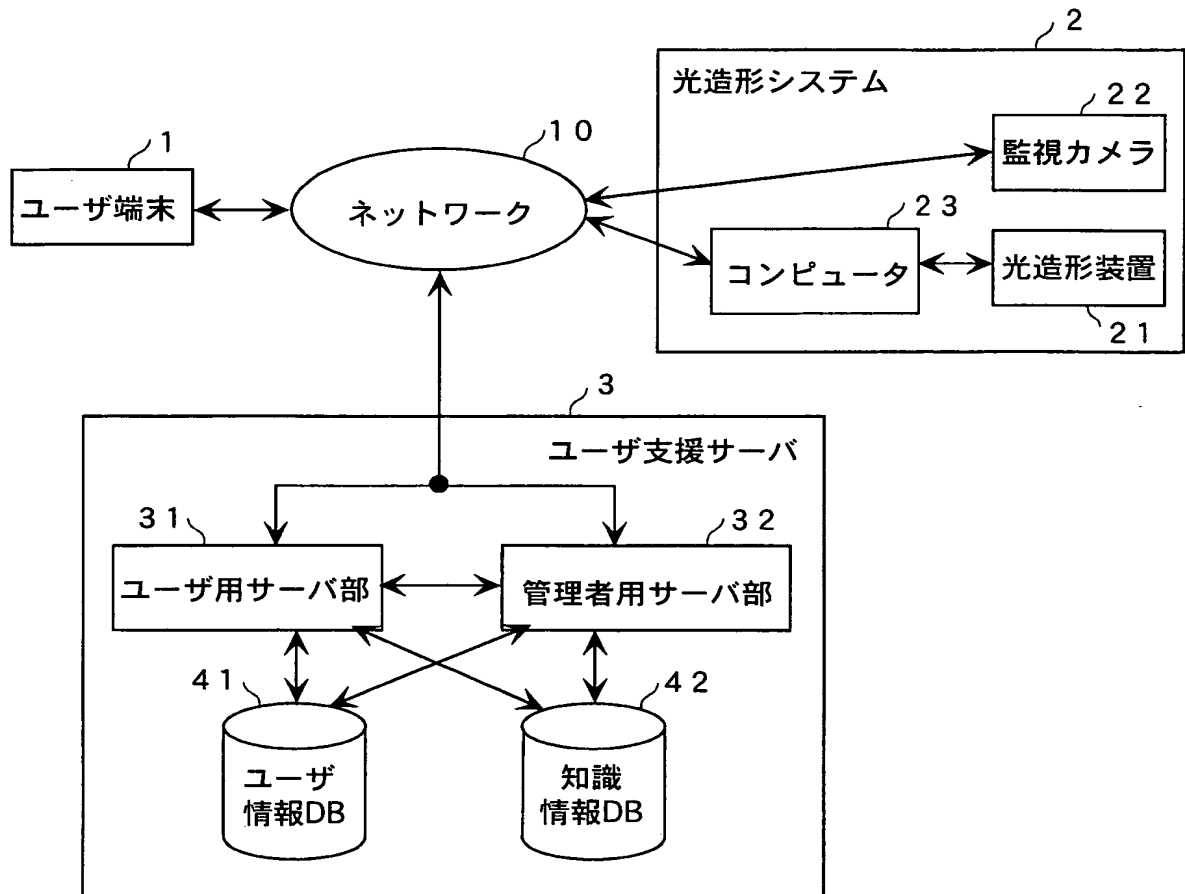 2
光造形システム
22
監視カメラ
1
ユーザ端末
10
ネットワーク
23
コンピュータ
光造形装置
21
3
ユーザ支援サーバ
31
ユーザ用サーバ部
32
管理者用サーバ部
41
ユーザ
情報DB
42
知識
情報DB